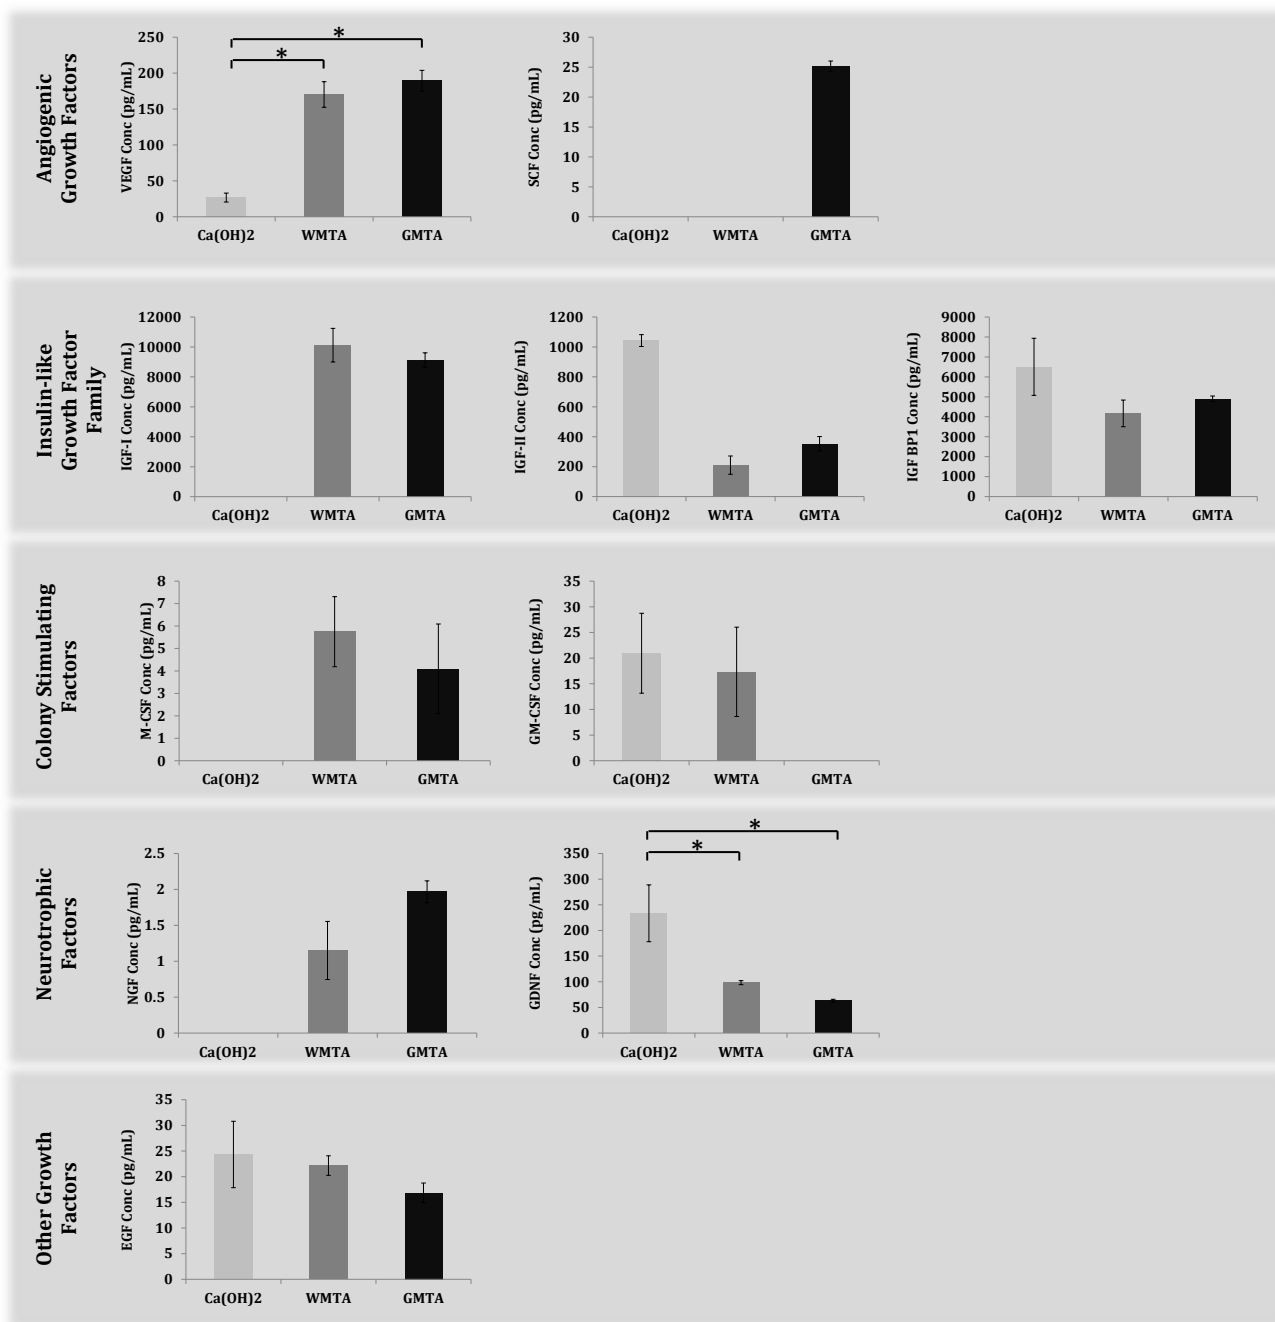 Angiogenic
Growth Factors
VEGF Conc (pg/mL)
250
200
150
100
50
0
*
*
Ca(OH)2 WMTA GMTA
SCF Conc (pg/mL)
30
25
20
15
10
5
0
Ca(OH)2 WMTA GMTA
Insulin-like
Growth Factor
Family
IGF-I Conc (pg/mL)
12000
10000
8000
6000
4000
2000
0
Ca(OH)2 WMTA GMTA
IGF-II Conc (pg/mL)
1200
1000
800
600
400
200
0
Ca(OH)2 WMTA GMTA
IGF BP1 Conc (pg/mL)
9000
8000
7000
6000
5000
4000
3000
2000
1000
0
Ca(OH)2 WMTA GMTA
Colony Stimulating
Factors
M-CSF Conc (pg/mL)
8
7
6
5
4
3
2
1
0
Ca(OH)2 WMTA GMTA
GM-CSF Conc (pg/mL)
35
30
25
20
15
10
5
0
Ca(OH)2 WMTA GMTA
Neurotrophic
Factors
NGF Conc (pg/mL)
2.5
2
1.5
1
0.5
0
Ca(OH)2 WMTA GMTA
GDNF Conc (pg/mL)
350
300
250
200
150
100
50
0
*
*
Ca(OH)2 WMTA GMTA
Other Growth
Factors
EGF Conc (pg/mL)
35
30
25
20
15
10
5
0
Ca(OH)2 WMTA GMTA